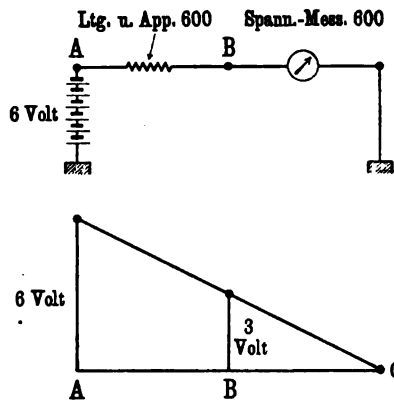 Ltg. u. App. 600 Spann.-Mess. 600
A B
6 Volt
6 Volt
3
Volt
A B C